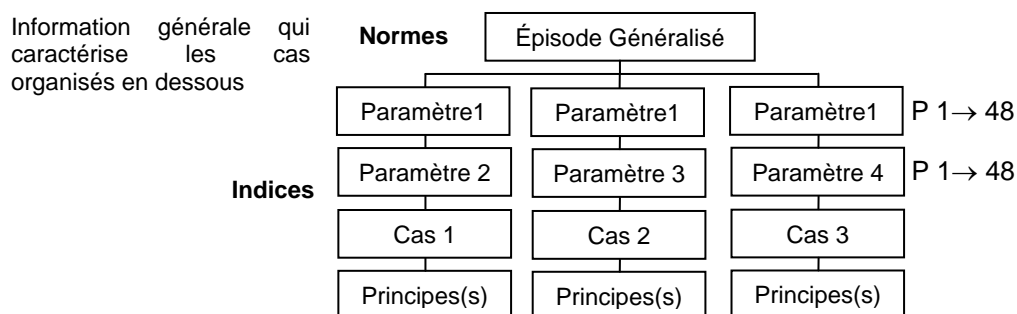 Information générale qui
caractérise les cas
organisés en dessous
Normes
Épisode Généralisé
Paramètre1 Paramètre1 Paramètre1 P 1→ 48
Paramètre 2 Paramètre 3 Paramètre 4 P 1→ 48
Indices
Cas 1 Cas 2 Cas 3
Principes(s) Principes(s) Principes(s)